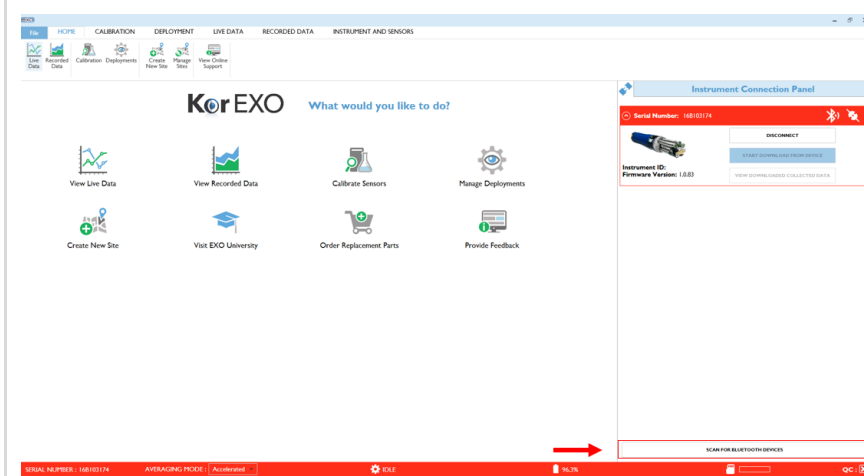 File HOME CALIBRATION DEPLOYMENT LIVE DATA RECORDED DATA INSTRUMENT AND SENSORS
Live Data
Recorded Data
Calibration
Deployments
Create New Site
Manage Sites
View Online Support
KorEXO What would you like to do?
View Live Data
View Recorded Data
Calibrate Sensors
Manage Deployments
Create New Site
Visit EXO University
Order Replacement Parts
Provide Feedback
Instrument Connection Panel
Serial Number: 168103174
DISCONNECT
START DOWNLOAD FROM DEVICE
Instrument ID:
Firmware Version: 1.0.83
VIEW DOWNLOADED COLLECTED DATA
SCAN FOR BLUETOOTH DEVICES
SERIAL NUMBER : 168103174 AVERAGING MODE : Accelerated IDLE 96.3% QC :